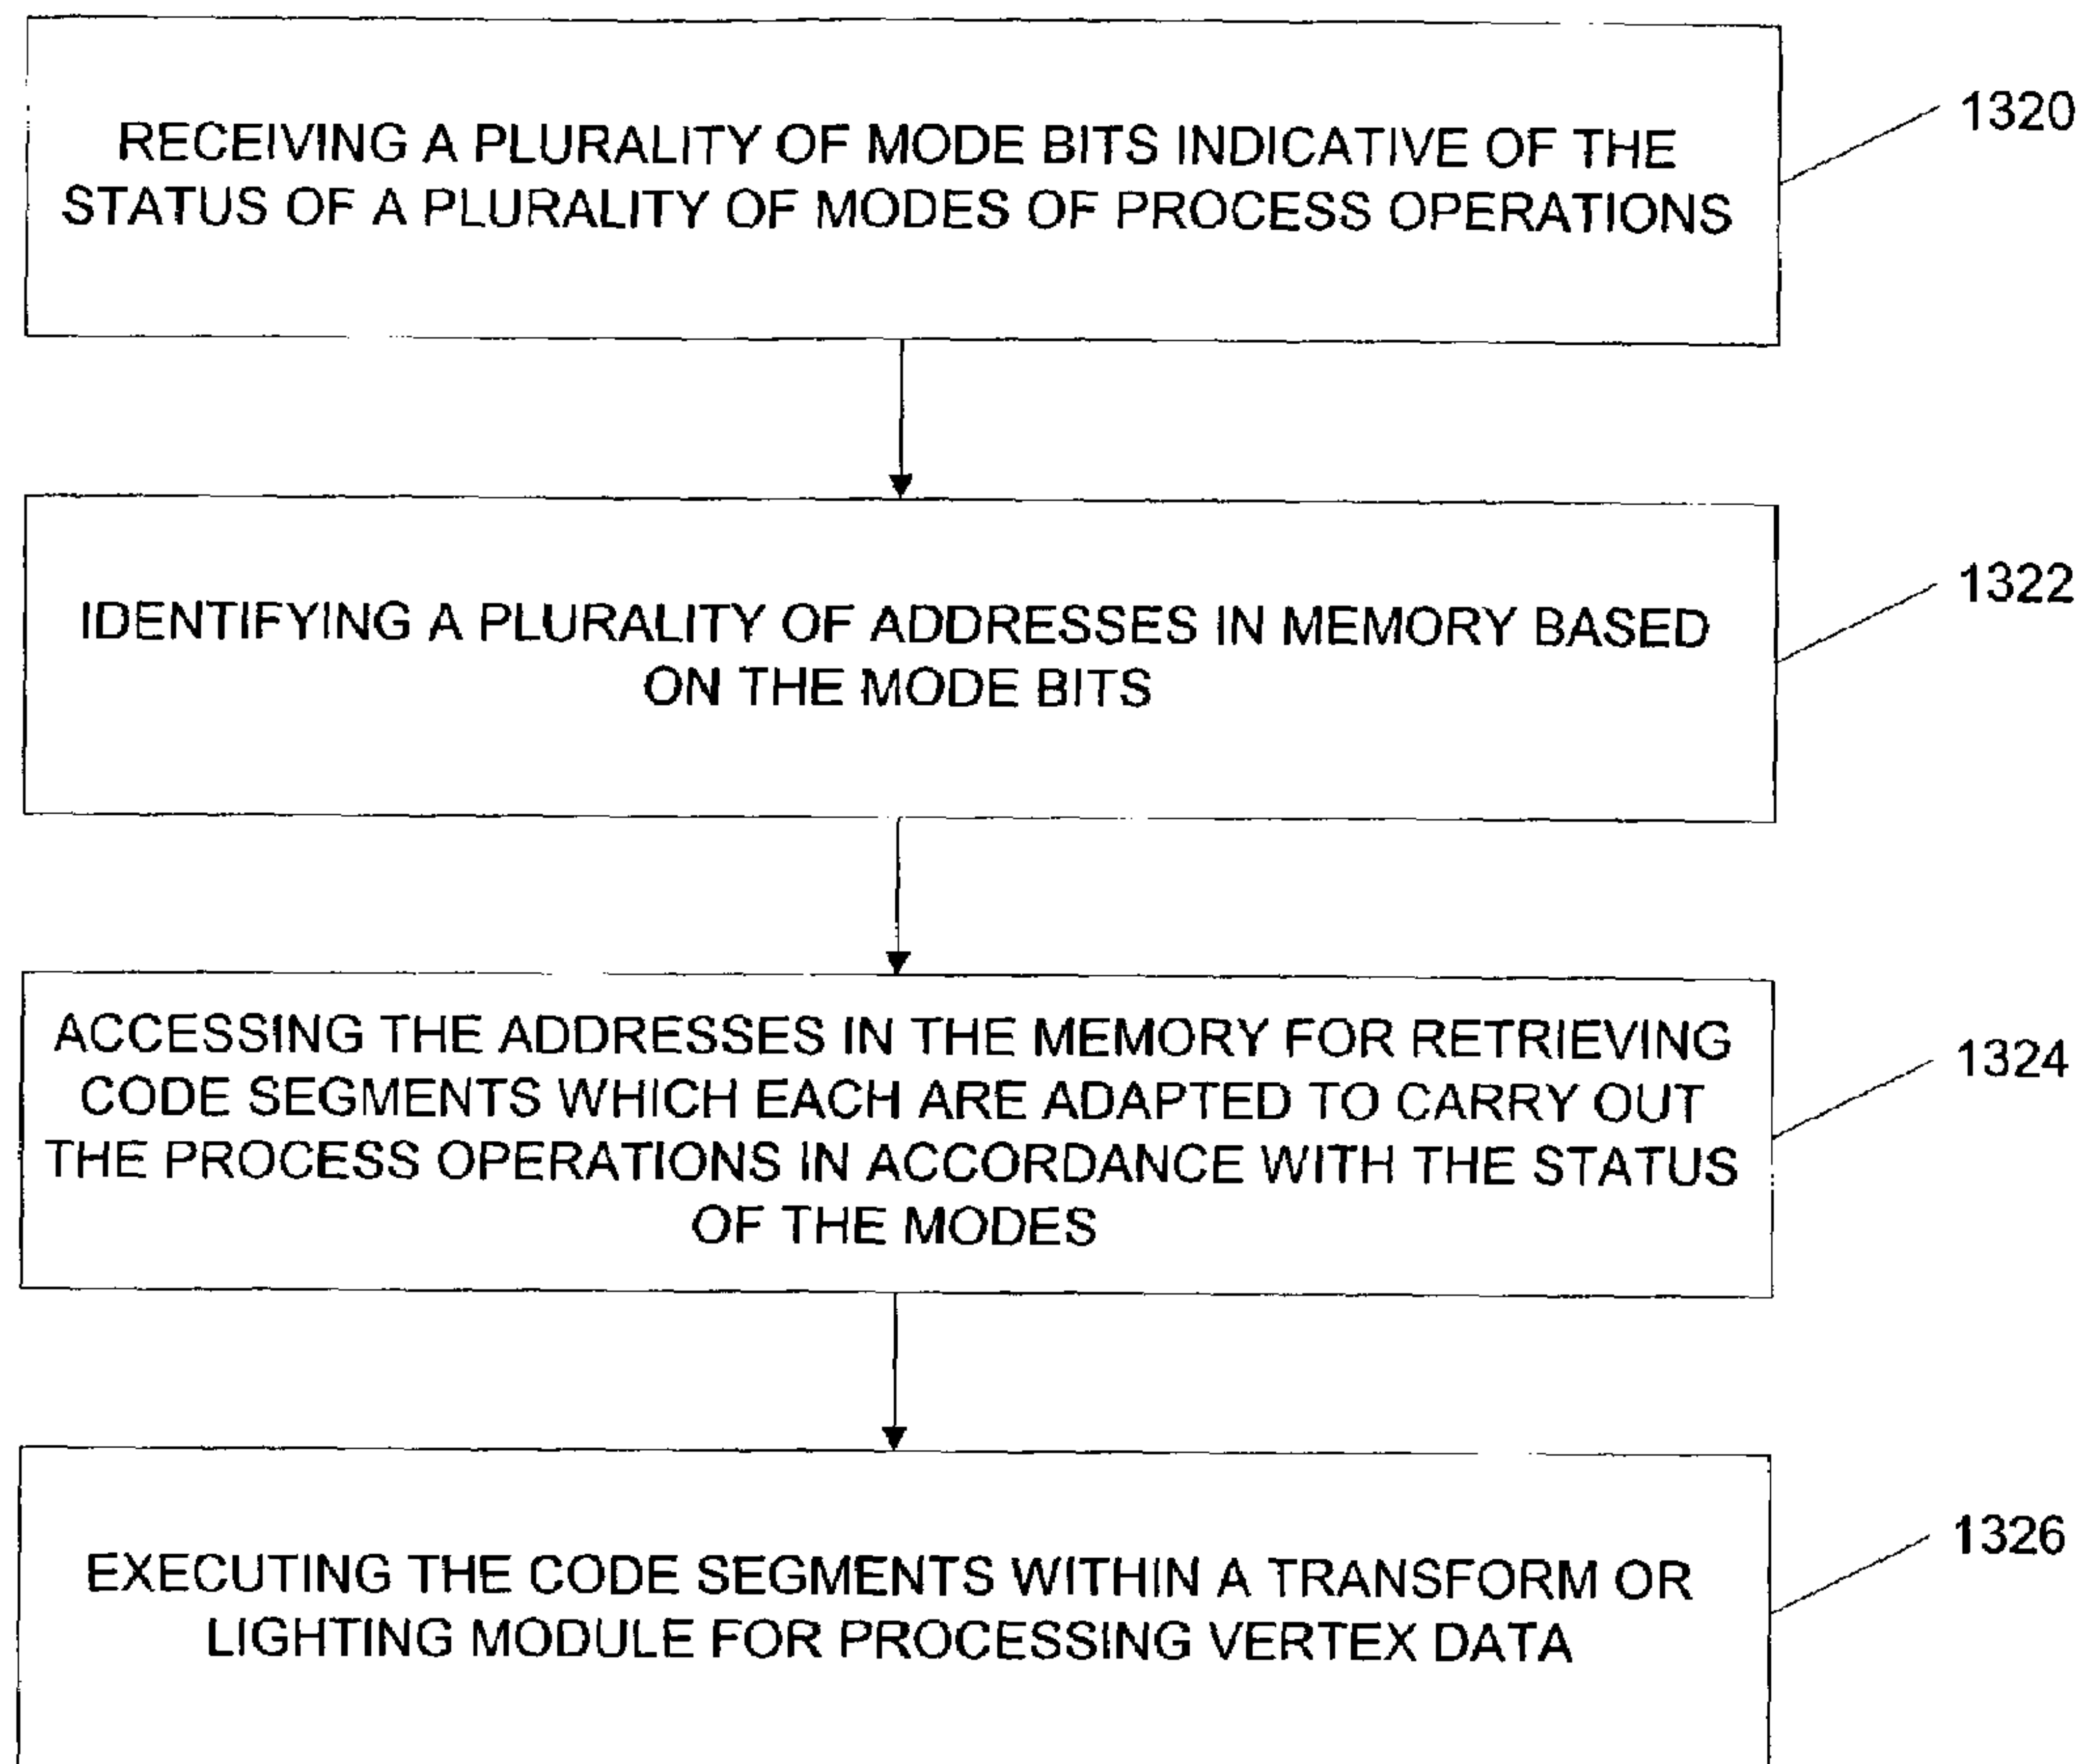 RECEIVING A PLURALITY OF MODE BITS INDICATIVE OF THE
STATUS OF A PLURALITY OF MODES OF PROCESS OPERATIONS
1320
IDENTIFYING A PLURALITY OF ADDRESSES IN MEMORY BASED
ON THE MODE BITS
1322
ACCESSING THE ADDRESSES IN THE MEMORY FOR RETRIEVING
CODE SEGMENTS WHICH EACH ARE ADAPTED TO CARRY OUT
THE PROCESS OPERATIONS IN ACCORDANCE WITH THE STATUS
OF THE MODES
1324
EXECUTING THE CODE SEGMENTS WITHIN A TRANSFORM OR
LIGHTING MODULE FOR PROCESSING VERTEX DATA
1326